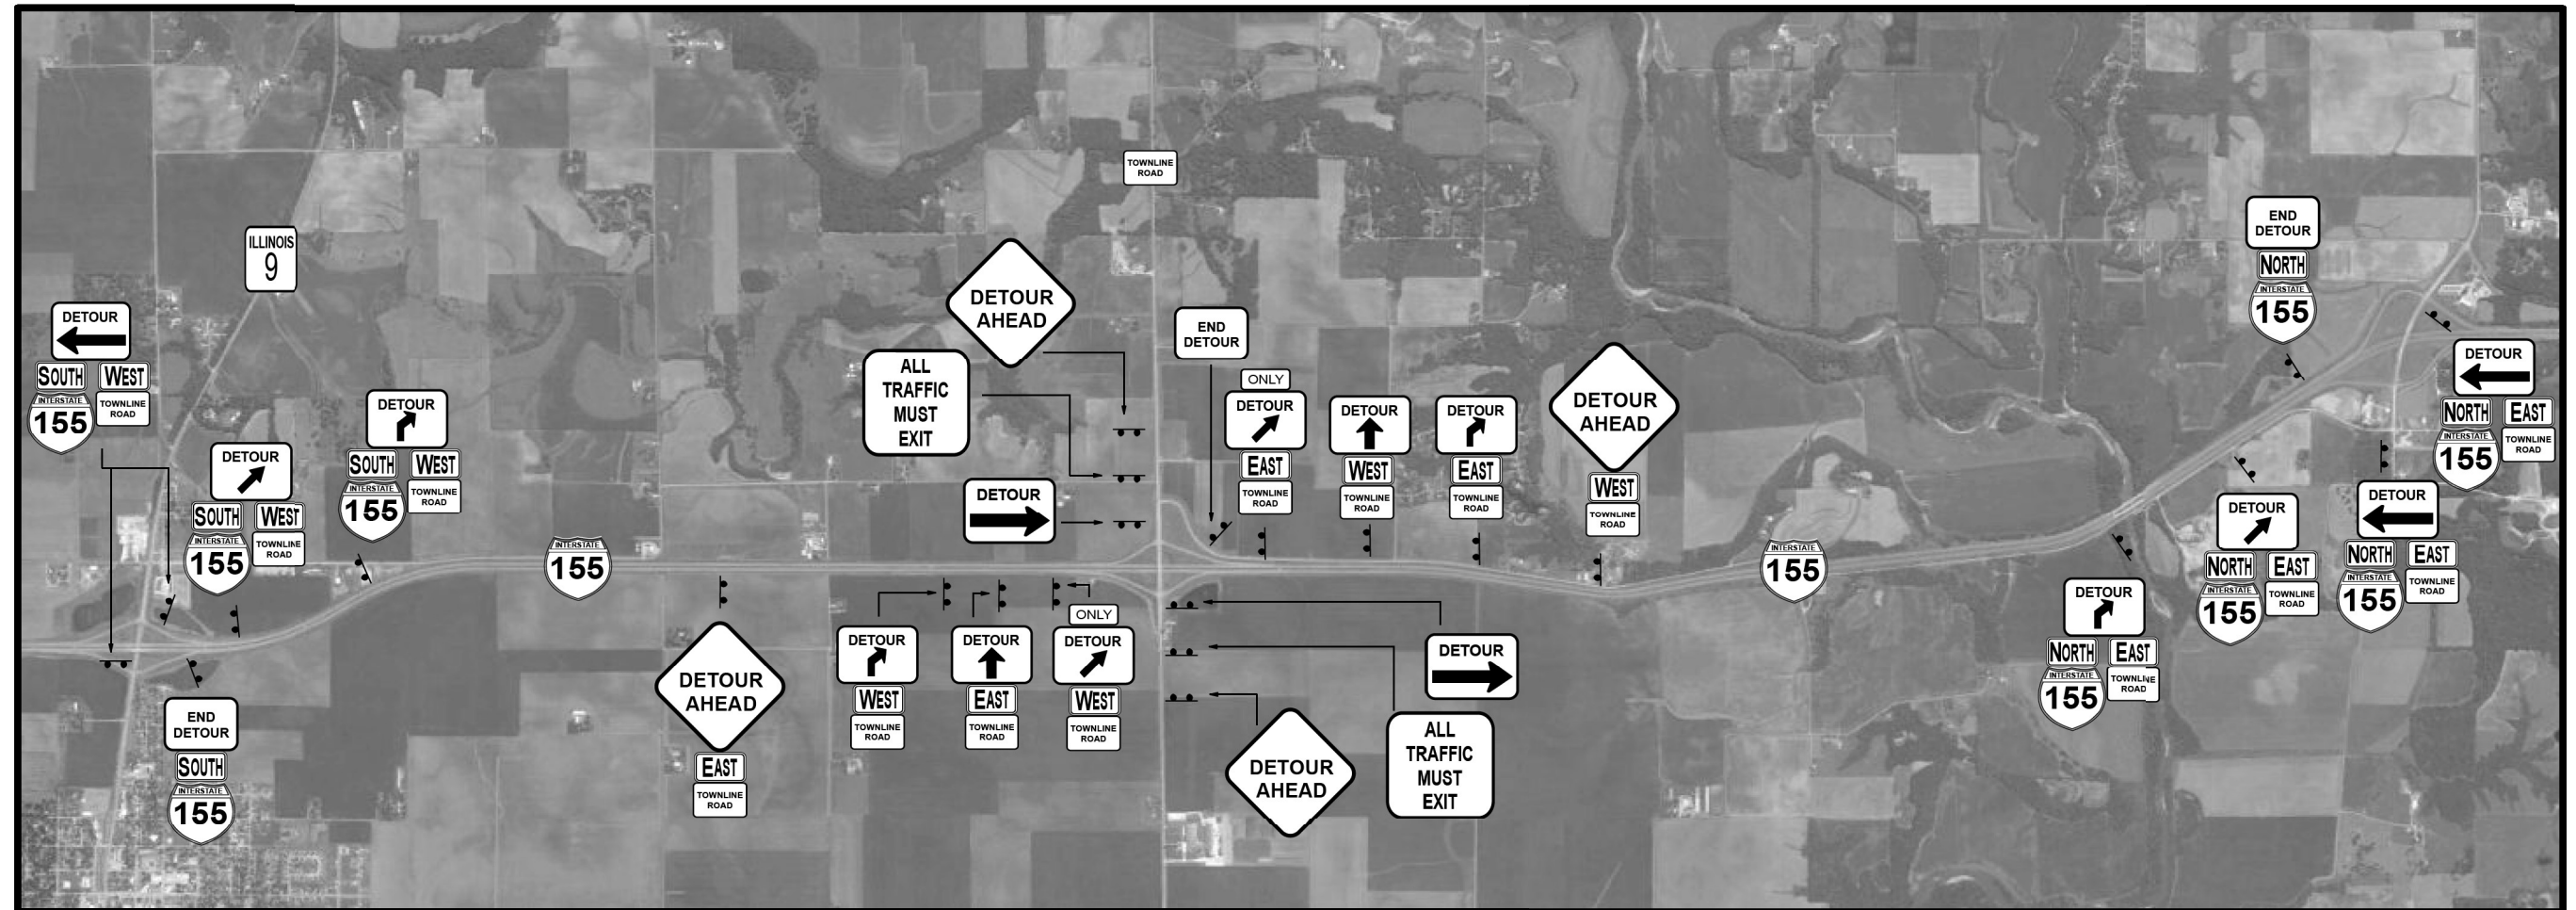 TOWNLINE
ROAD
ILLINOIS
9
DETOUR
SOUTH
WEST
INTERSTATE
155
TOWNLINE
ROAD
DETOUR
SOUTH
WEST
INTERSTATE
155
TOWNLINE
ROAD
DETOUR
SOUTH
WEST
INTERSTATE
155
TOWNLINE
ROAD
END
DETOUR
SOUTH
INTERSTATE
155
INTERSTATE
155
DETOUR
AHEAD
EAST
TOWNLINE
ROAD
DETOUR
AHEAD
ALL
TRAFFIC
MUST
EXIT
DETOUR
DETOUR
WEST
TOWNLINE
ROAD
DETOUR
EAST
TOWNLINE
ROAD
ONLY
DETOUR
WEST
TOWNLINE
ROAD
END
DETOUR
ONLY
DETOUR
EAST
TOWNLINE
ROAD
DETOUR
WEST
TOWNLINE
ROAD
DETOUR
EAST
TOWNLINE
ROAD
DETOUR
AHEAD
WEST
TOWNLINE
ROAD
DETOUR
ALL
TRAFFIC
MUST
EXIT
DETOUR
AHEAD
INTERSTATE
155
END
DETOUR
NORTH
INTERSTATE
155
DETOUR
NORTH
EAST
INTERSTATE
155
TOWNLINE
ROAD
DETOUR
NORTH
EAST
INTERSTATE
155
TOWNLINE
ROAD
DETOUR
NORTH
EAST
INTERSTATE
155
TOWNLINE
ROAD
DETOUR
NORTH
EAST
INTERSTATE
155
TOWNLINE
ROAD